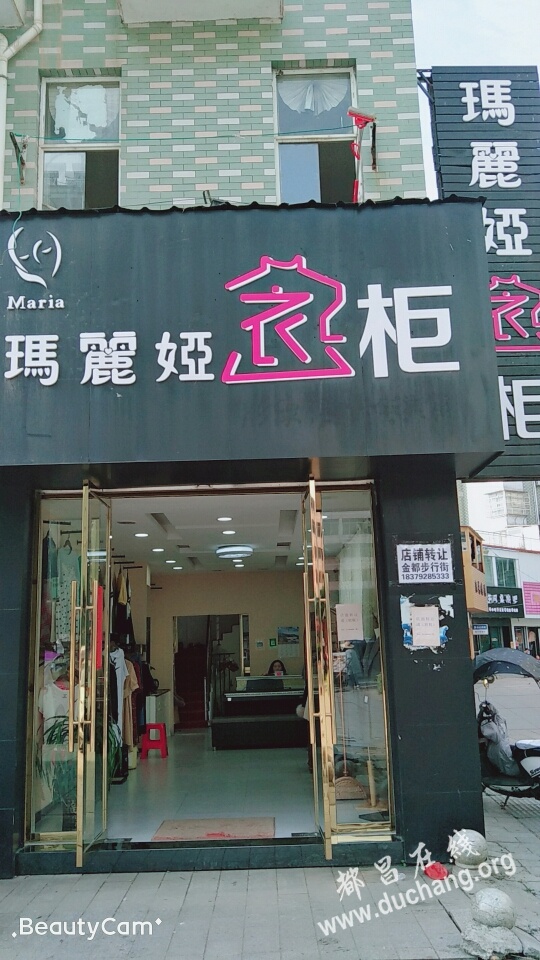 Maria
瑪麗婭衣柜
瑪麗婭衣柜
店铺转让
金都步行街
18379285333
都昌在线
www.duchang.org
BeautyCam